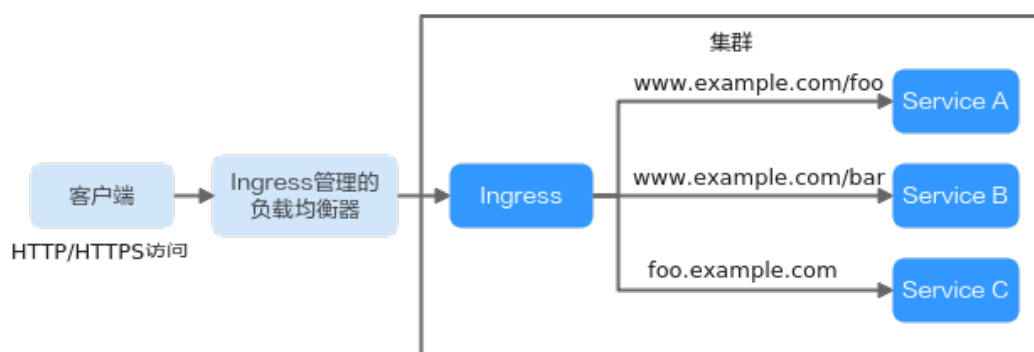 集群
www.example.com/foo
Service A
客户端
Ingress管理的
负载均衡器
Ingress
www.example.com/bar
Service B
HTTP/HTTPS访问
foo.example.com
Service C